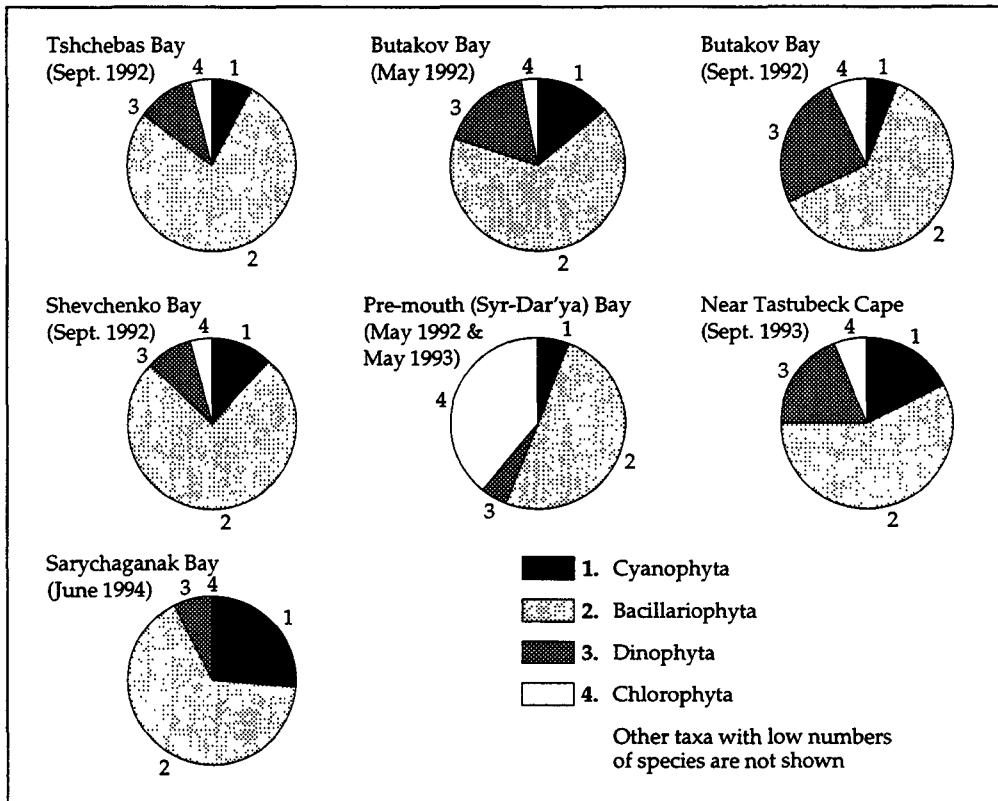 Tshchebas Bay
(Sept. 1992)
4
1
3
2
Butakov Bay
(May 1992)
4
1
3
2
Butakov Bay
(Sept. 1992)
4
1
3
2
Shevchenko Bay
(Sept. 1992)
4
1
3
2
Pre-mouth (Syr-Dar'ya) Bay
(May 1992 &
May 1993)
1
4
2
3
Near Tastubeck Cape
(Sept. 1993)
4
1
3
2
Sarychaganak Bay
(June 1994)
3
4
1
2
1. Cyanophyta
2. Bacillariophyta
3. Dinophyta
4. Chlorophyta
Other taxa with low numbers
of species are not shown